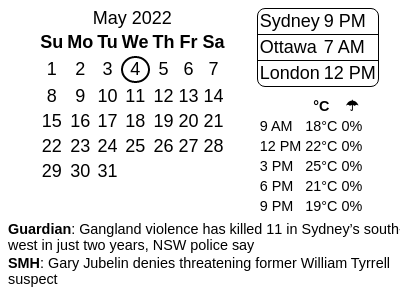 May 2022
Su Mo Tu We Th Fr Sa
1 2 3 4 5 6 7
8 9 10 11 12 13 14
15 16 17 18 19 20 21
22 23 24 25 26 27 28
29 30 31
Sydney 9 PM
Ottawa 7 AM
London 12 PM
°C ☂
9 AM 18°C 0%
12 PM 22°C 0%
3 PM 25°C 0%
6 PM 21°C 0%
9 PM 19°C 0%
Guardian: Gangland violence has killed 11 in Sydney’s south-
west in just two years, NSW police say
SMH: Gary Jubelin denies threatening former William Tyrrell
suspect